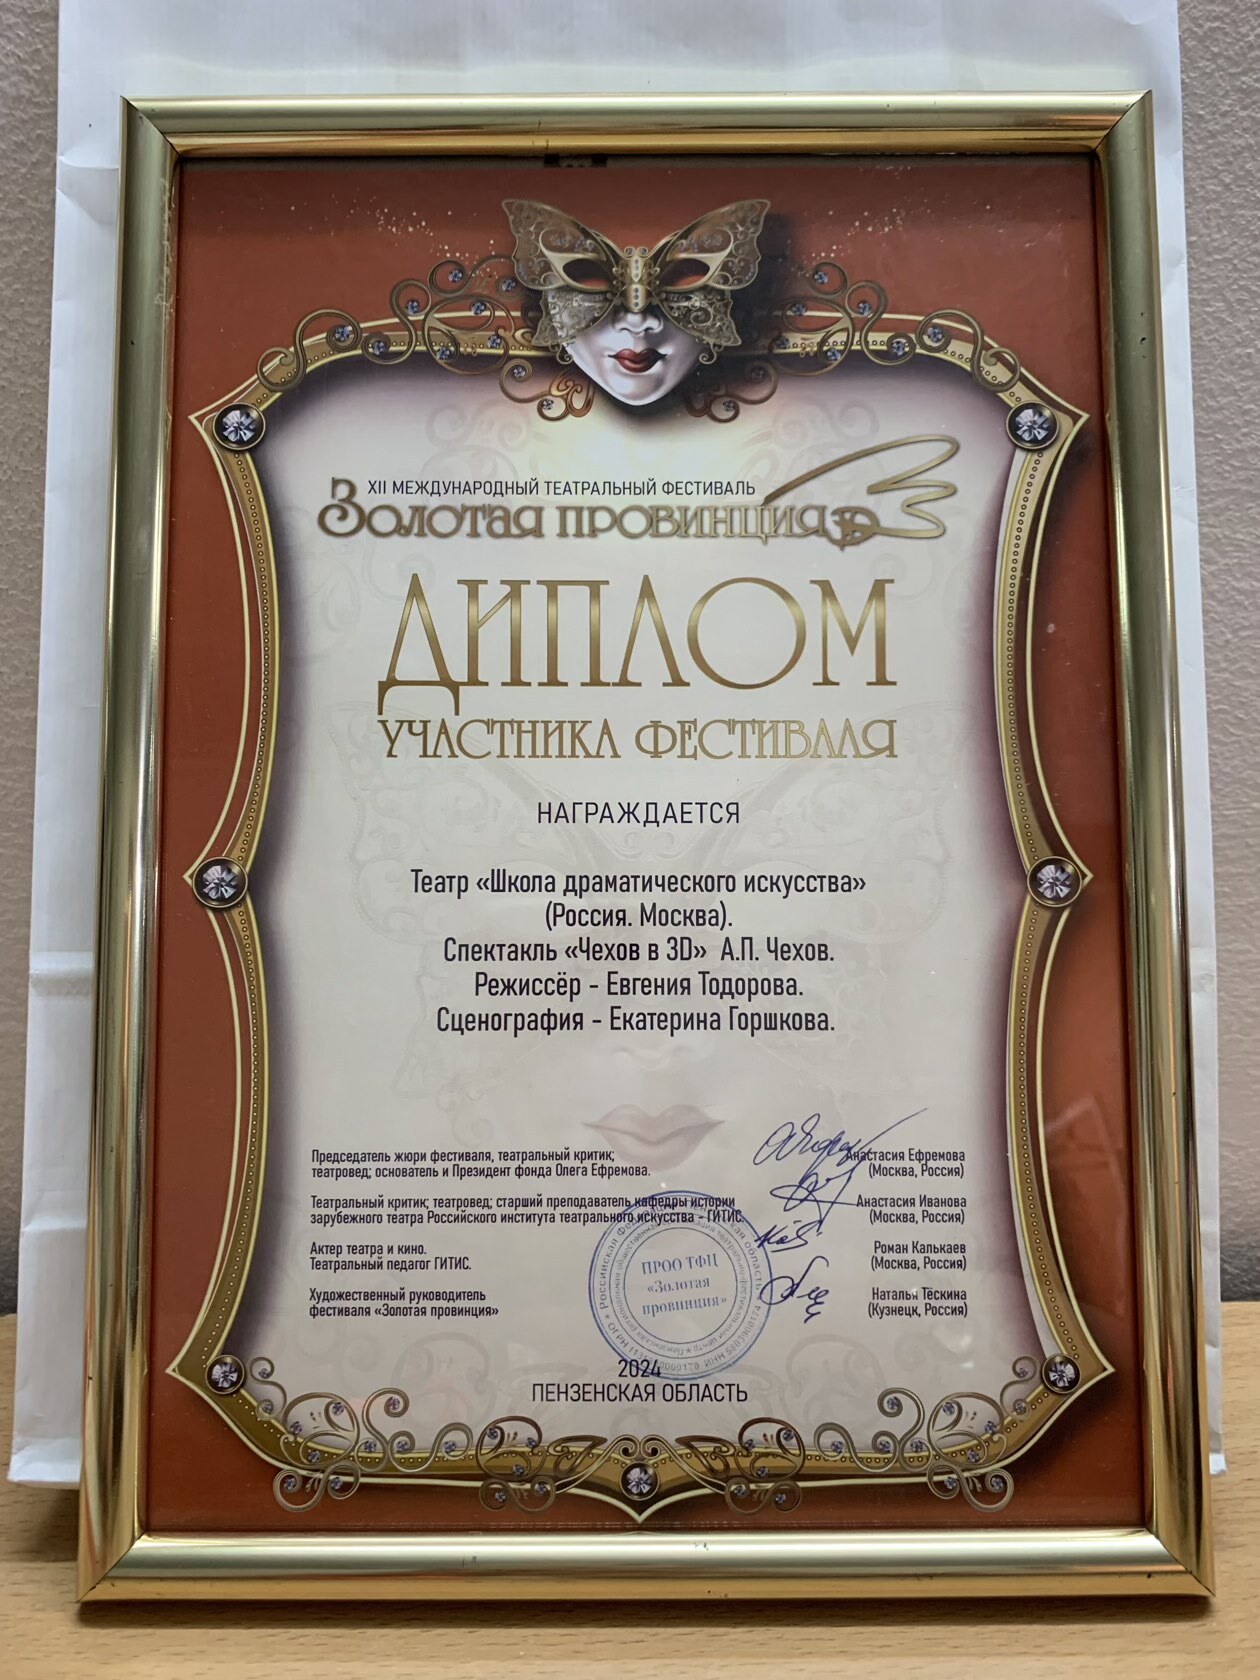 XII МЕЖДУНАРОДНЫЙ ТЕАТРАЛЬНЫЙ ФЕСТИВАЛЬ
ЗОЛОТАЯ ПРОВИНЦИЯ
ДИПЛОМ
УЧАСТНИКА ФЕСТИВАЛЯ
НАГРАЖДАЕТСЯ
Театр «Школа драматического искусства»
(Россия. Москва).
Спектакль «Чехов в 3D» А.П. Чехов.
Режиссёр - Евгения Тодорова.
Сценография - Екатерина Горшкова.
Председатель жюри фестиваля, театральный критик;
театровед; основатель и Президент фонда Олега Ефремова.
Анастасия Ефремова
(Москва, Россия)
Театральный критик; театровед; старший преподаватель кафедры истории
зарубежного театра Российского института театрального искусства - ГИТИС.
Анастасия Иванова
(Москва, Россия)
Актер театра и кино.
Театральный педагог ГИТИС.
Роман Калькаев
(Москва, Россия)
Художественный руководитель
фестиваля «Золотая провинция»
Наталья Тёскина
(Кузнецк, Россия)
ПРОО ТФЦ
«Золотая
провинция»
2024
ПЕНЗЕНСКАЯ ОБЛАСТЬ